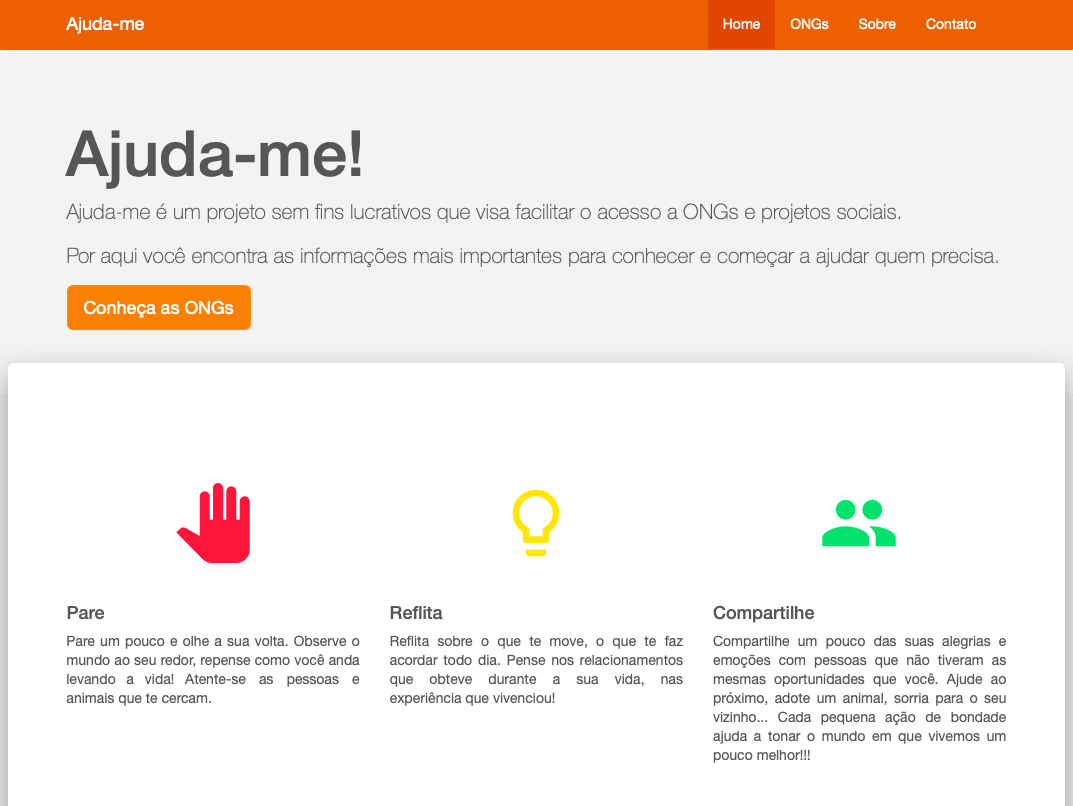 Ajuda-me
Home ONGs Sobre Contato
Ajuda-me!
Ajuda-me é um projeto sem fins lucrativos que visa facilitar o acesso a ONGs e projetos sociais.
Por aqui você encontra as informações mais importantes para conhecer e começar a ajudar quem precisa.
Conheça as ONGs
Pare
Pare um pouco e olhe a sua volta. Observe o
mundo ao seu redor, repense como você anda
levando a vida! Atente-se as pessoas e
animais que te cercam.
Reflita
Reflita sobre o que te move, o que te faz
acordar todo dia. Pense nos relacionamentos
que obteve durante a sua vida, nas
experiência que vivenciou!
Compartilhe
Compartilhe um pouco das suas alegrias e
emoções com pessoas que não tiveram as
mesmas oportunidades que você. Ajude ao
próximo, adote um animal, sorria para o seu
vizinho... Cada pequena ação de bondade
ajuda a tonar o mundo em que vivemos um
pouco melhor!!!